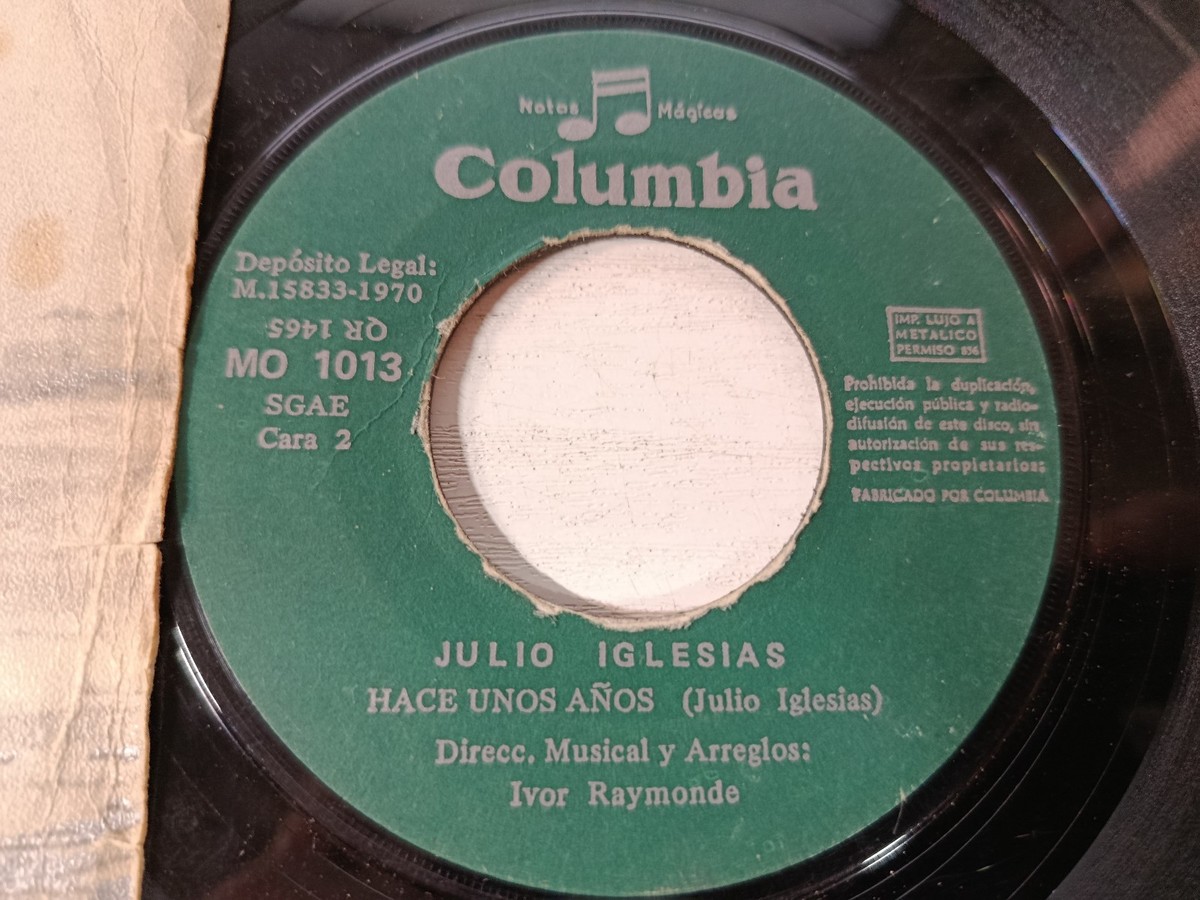 Notas Mágicas
Columbia
Depósito Legal:
M.15833-1970
QR 1465
MO 1013
SGAE
Cara 2
IMP. LUJO A
METALICO
PERMISO 856
Prohibida la duplicación,
ejecución pública y radio-
difusión de este disco, sin
autorización de sus res-
pectivos propietarios:
FABRICADO POR COLUMBIA
JULIO IGLESIAS
HACE UNOS AÑOS (Julio Iglesias)
Direcc. Musical y Arreglos:
Ivor Raymonde